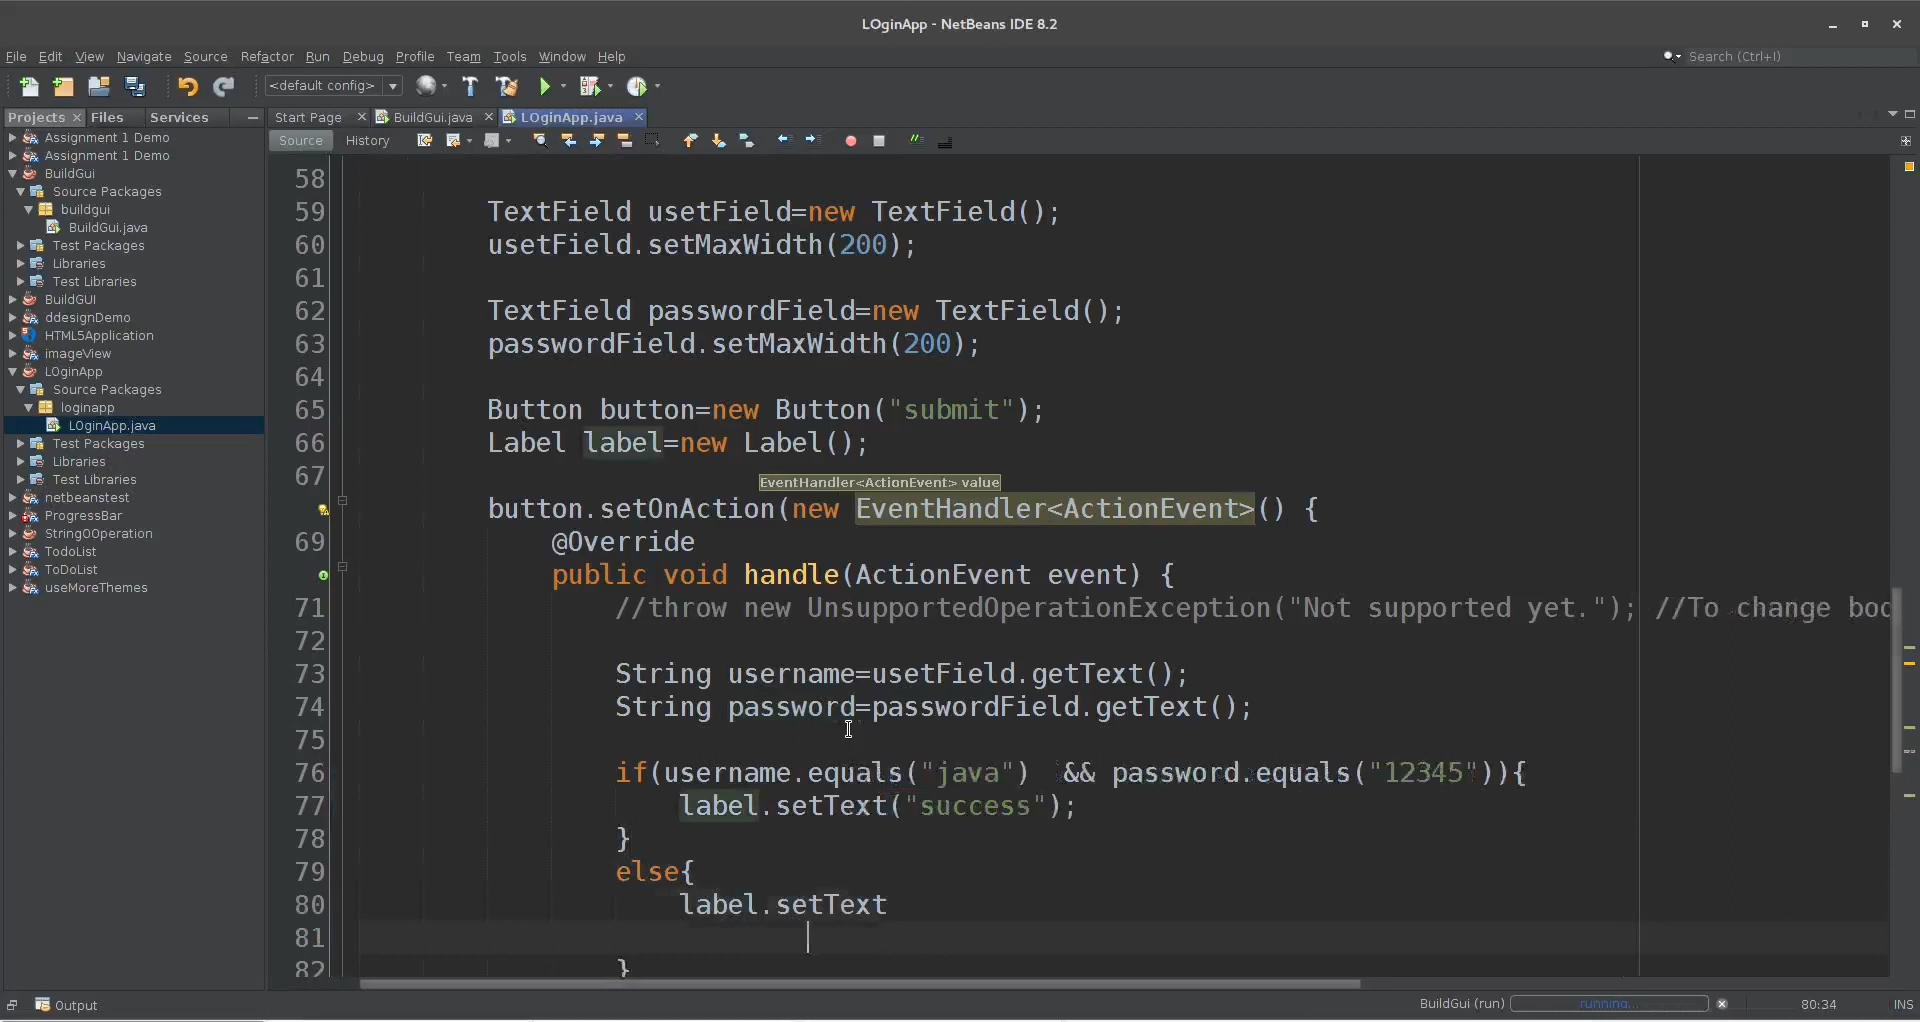 LOginApp - NetBeans IDE 8.2
File Edit View Navigate Source Refactor Run Debug Profile Team Tools Window Help
Search (Ctrl+I)
<default config>
Projects Files Services
Start Page BuildGui.java LOginApp.java
Source History
Assignment 1 Demo
Assignment 1 Demo
BuildGui
Source Packages
buildgui
BuildGui.java
Test Packages
Libraries
Test Libraries
BuildGUI
ddesignDemo
HTML5Application
imageView
LOginApp
Source Packages
loginapp
LOginApp.java
Test Packages
Libraries
Test Libraries
netbeanstest
ProgressBar
StringOOperation
TodoList
ToDoList
useMoreThemes
58
59 TextField usetField=new TextField();
60 usetField.setMaxWidth(200);
61
62 TextField passwordField=new TextField();
63 passwordField.setMaxWidth(200);
64
65 Button button=new Button("submit");
66 Label label=new Label();
67
EventHandler<ActionEvent> value
button.setOnAction(new EventHandler<ActionEvent>() {
69 @Override
public void handle(ActionEvent event) {
71 //throw new UnsupportedOperationException("Not supported yet."); //To change bod
72
73 String username=usetField.getText();
74 String password=passwordField.getText();
75
76 if(username.equals("java")  && password.equals("12345")){
77 label.setText("success");
78 }
79 else{
80 label.setText
81
82 }
Output
BuildGui (run) running...
80:34 INS